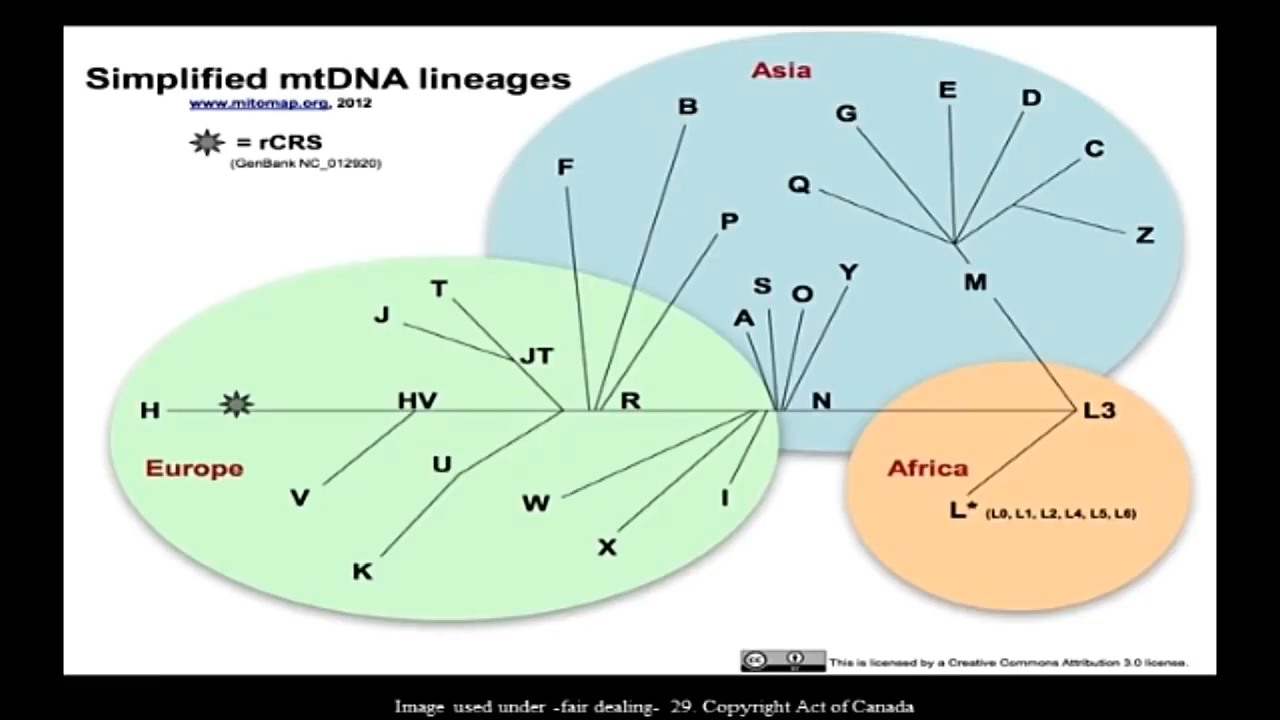 Simplified mtDNA lineages
www.mitomap.org, 2012
= rCRS
(GenBank NC_012920)
Asia
B
E
D
G
C
F
Q
P
Z
Y
M
S
O
T
A
J
JT
HV
R
N
H
L3
Europe
U
Africa
V
W
I
L* (L0, L1, L2, L4, L5, L6)
X
K
cc
BY
This is licensed by a Creative Commons Attribution 3.0 license.
Image used under -fair dealing- 29. Copyright Act of Canada